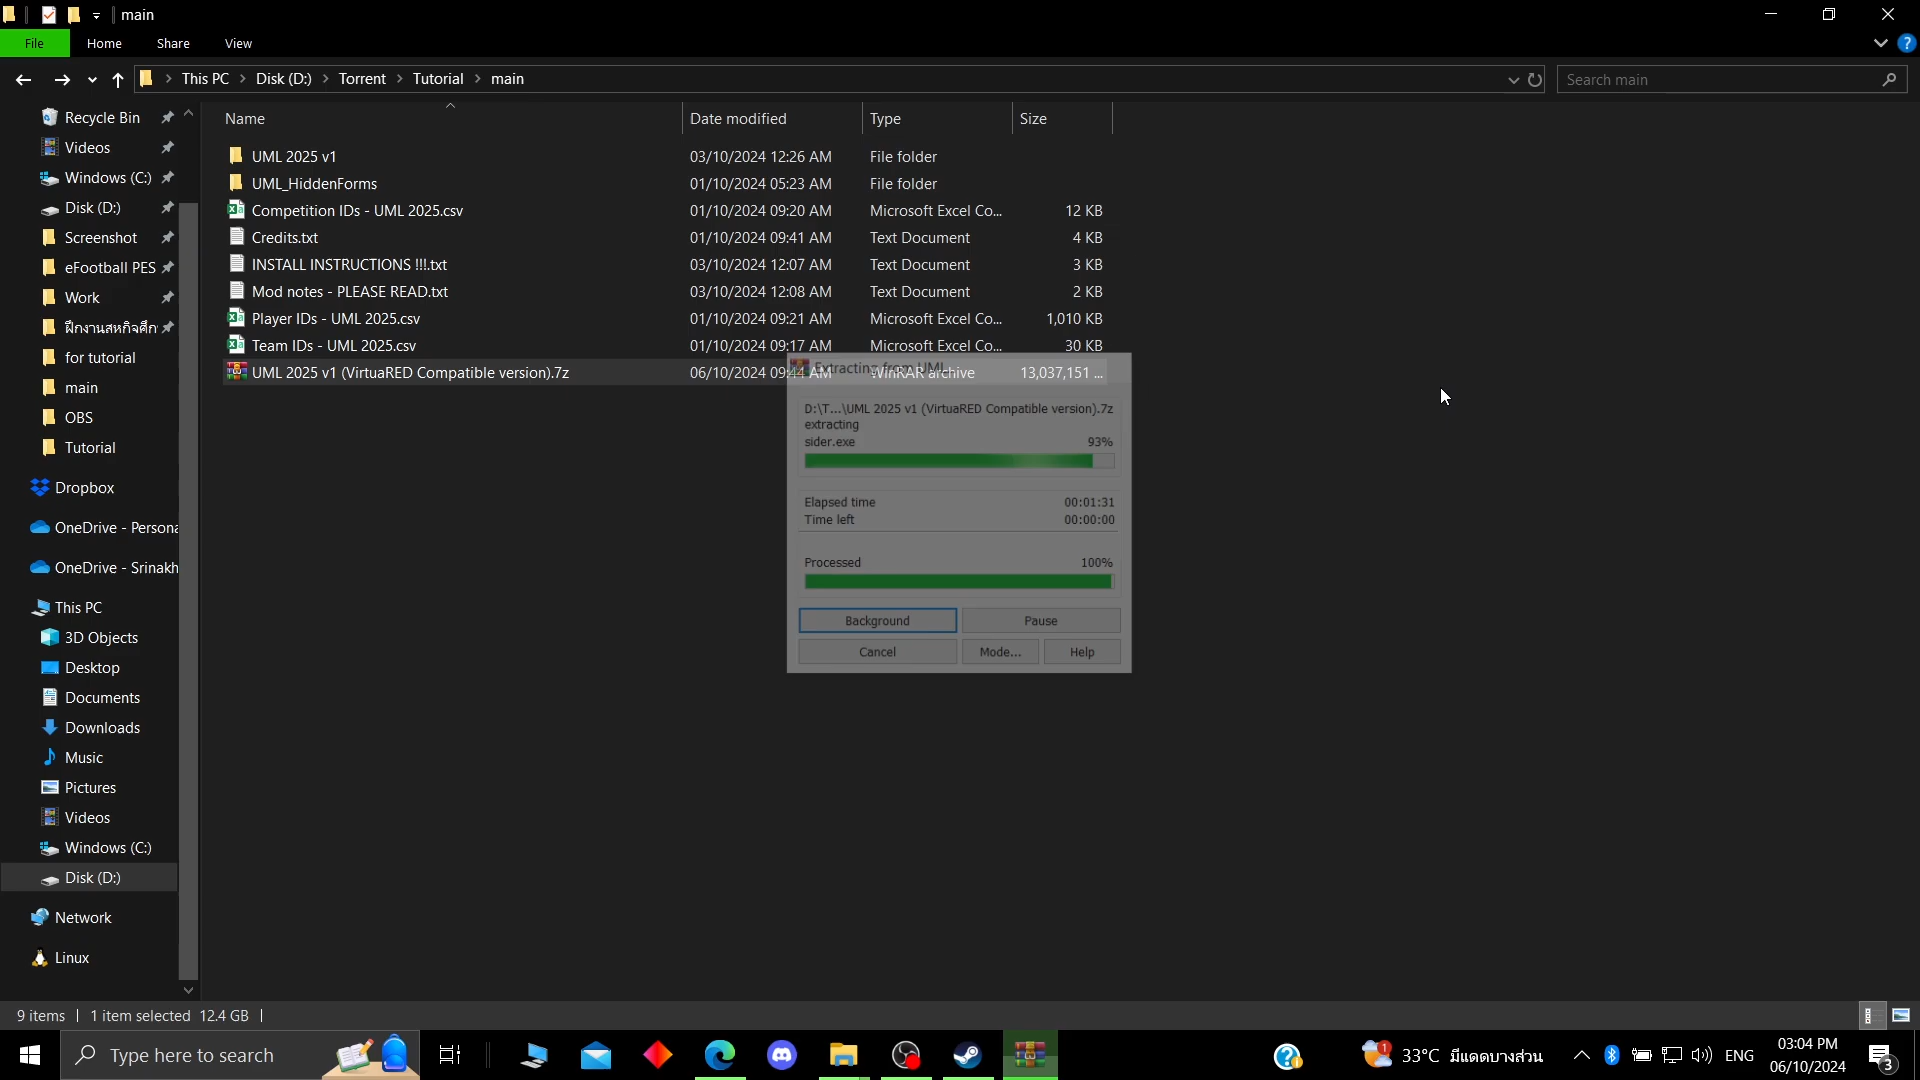 main
File
Home
Share
View
This PC
Disk (D:)
Torrent
Tutorial
main
Search main
Recycle Bin
Videos
Windows (C:)
Disk (D:)
Screenshot
eFootball PES
Work
ฝึกงานสหกิจศึก
for tutorial
main
OBS
Tutorial
Dropbox
OneDrive - Persona
OneDrive - Srinakh
This PC
3D Objects
Desktop
Documents
Downloads
Music
Pictures
Videos
Windows (C:)
Disk (D:)
Network
Linux
Name Date modified Type Size
UML 2025 v1 03/10/2024 12:26 AM File folder
UML_HiddenForms 01/10/2024 05:23 AM File folder
Competition IDs - UML 2025.csv 01/10/2024 09:20 AM Microsoft Excel Co... 12 KB
Credits.txt 01/10/2024 09:41 AM Text Document 4 KB
INSTALL INSTRUCTIONS !!!.txt 03/10/2024 12:07 AM Text Document 3 KB
Mod notes - PLEASE READ.txt 03/10/2024 12:08 AM Text Document 2 KB
Player IDs - UML 2025.csv 01/10/2024 09:21 AM Microsoft Excel Co... 1,010 KB
Team IDs - UML 2025.csv 01/10/2024 09:17 AM Microsoft Excel Co... 30 KB
UML 2025 v1 (VirtuaRED Compatible version).7z 06/10/2024 09:44 AM WinRAR archive 13,037,151 ...
Extracting from UML...
D:\T...\UML 2025 v1 (VirtuaRED Compatible version).7z
extracting
sider.exe 93%
Elapsed time 00:01:31
Time left 00:00:00
Processed 100%
Background
Pause
Cancel
Mode...
Help
9 items
1 item selected 12.4 GB
Type here to search
1
33°C มีแดดบางส่วน
ENG
03:04 PM
06/10/2024
3